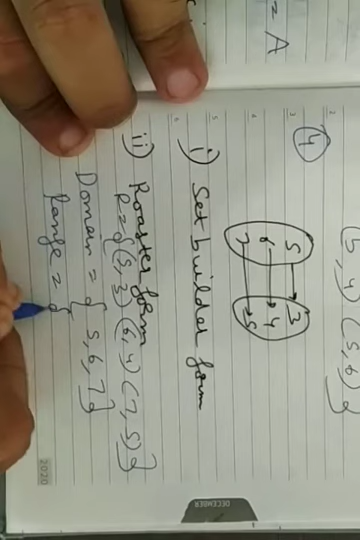 = A
(5,4) (5,6)}
4
5 3
6 4
7 5
i) Set builder form
ii) Roaster form
R = {(5,3) (6,4) (7,5)}
Domain = { 5,6,7}
Range = {
DECEMBER
2020